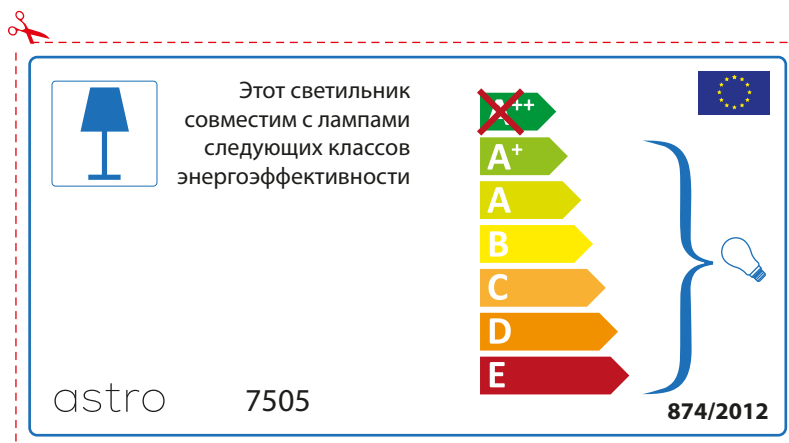 Этот светильник
совместим с лампами
следующих классов
энергоэффективности
A++
A+
A
B
C
D
E
astro
7505
874/2012